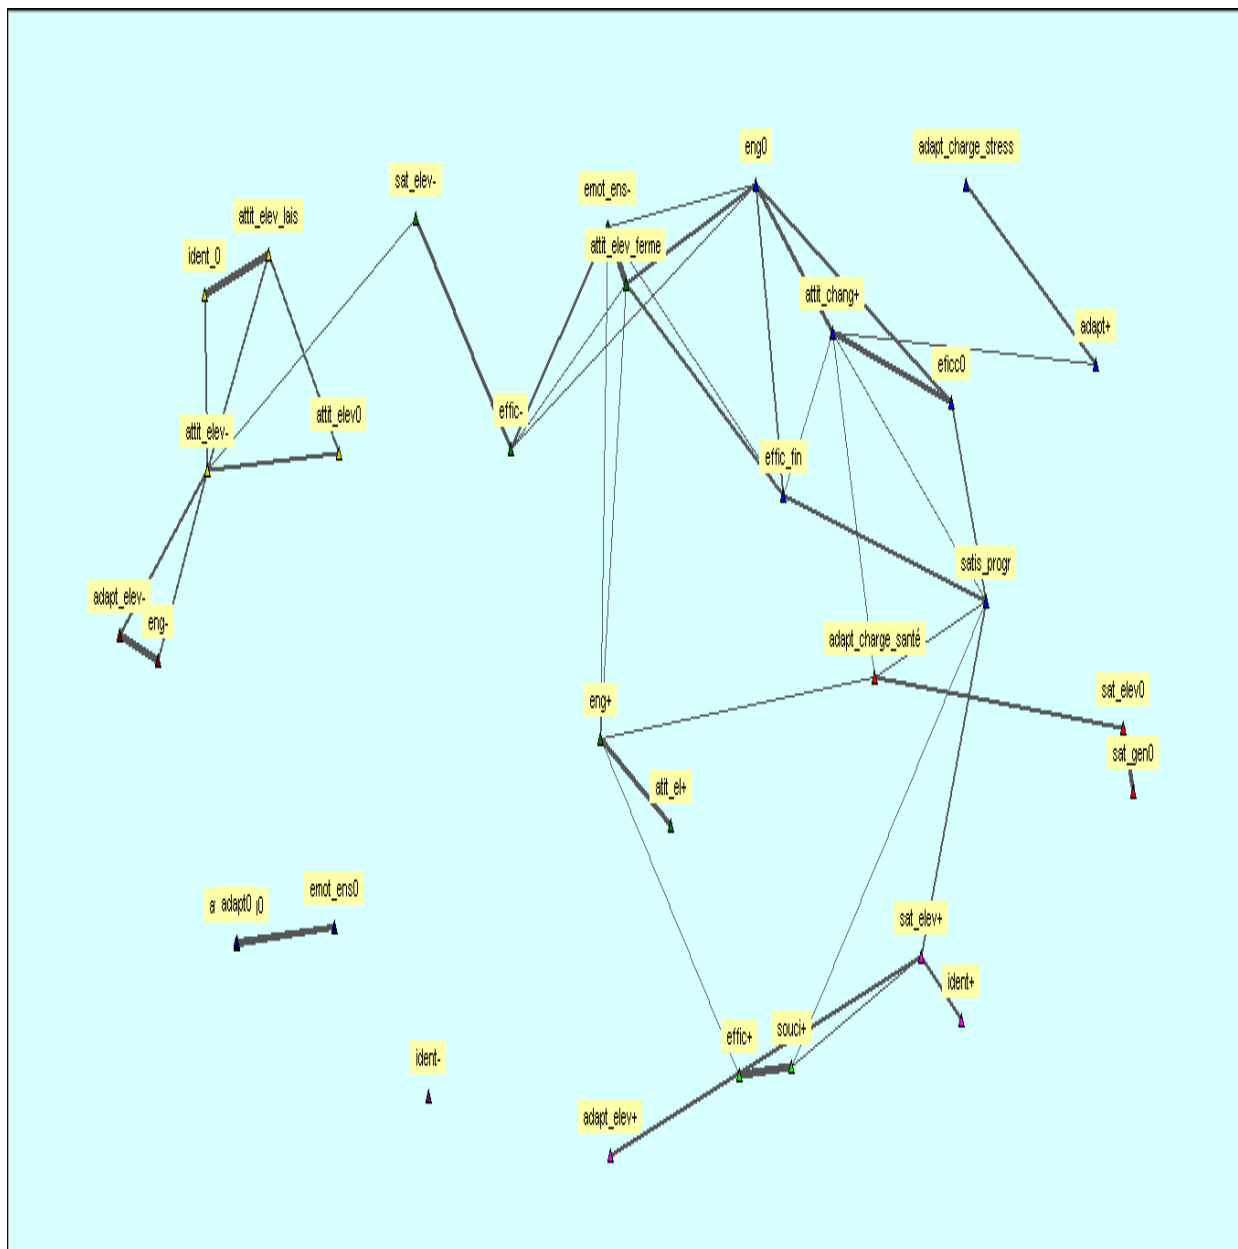 eng0
adapt_charge_stress
sat_elev-
emot_ens-
attit_elev_lais
attit_elev_ferme
ident_0
attit_chang+
adapt+
eficc0
effic-
attit_elev0
attit_elev-
effic_fin
satis_progr
adapt_elev-
eng-
adapt_charge_santé
sat_elev0
eng+
sat_gen0
atit_el+
emot_ens0
adapt0
sat_elev+
ident+
souci+
effic+
ident-
adapt_elev+